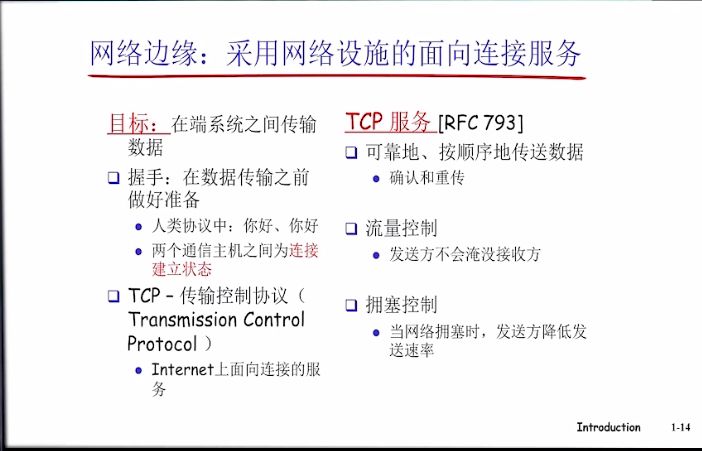 网络边缘：采用网络设施的面向连接服务
目标：在端系统之间传输
数据
握手：在数据传输之前
做好准备
人类协议中：你好、你好
两个通信主机之间为连接
建立状态
TCP – 传输控制协议（
Transmission Control
Protocol ）
Internet上面向连接的服
务
TCP 服务 [RFC 793]
可靠地、按顺序地传送数据
确认和重传
流量控制
发送方不会淹没接收方
拥塞控制
当网络拥塞时，发送方降低发
送速率
Introduction 1-14